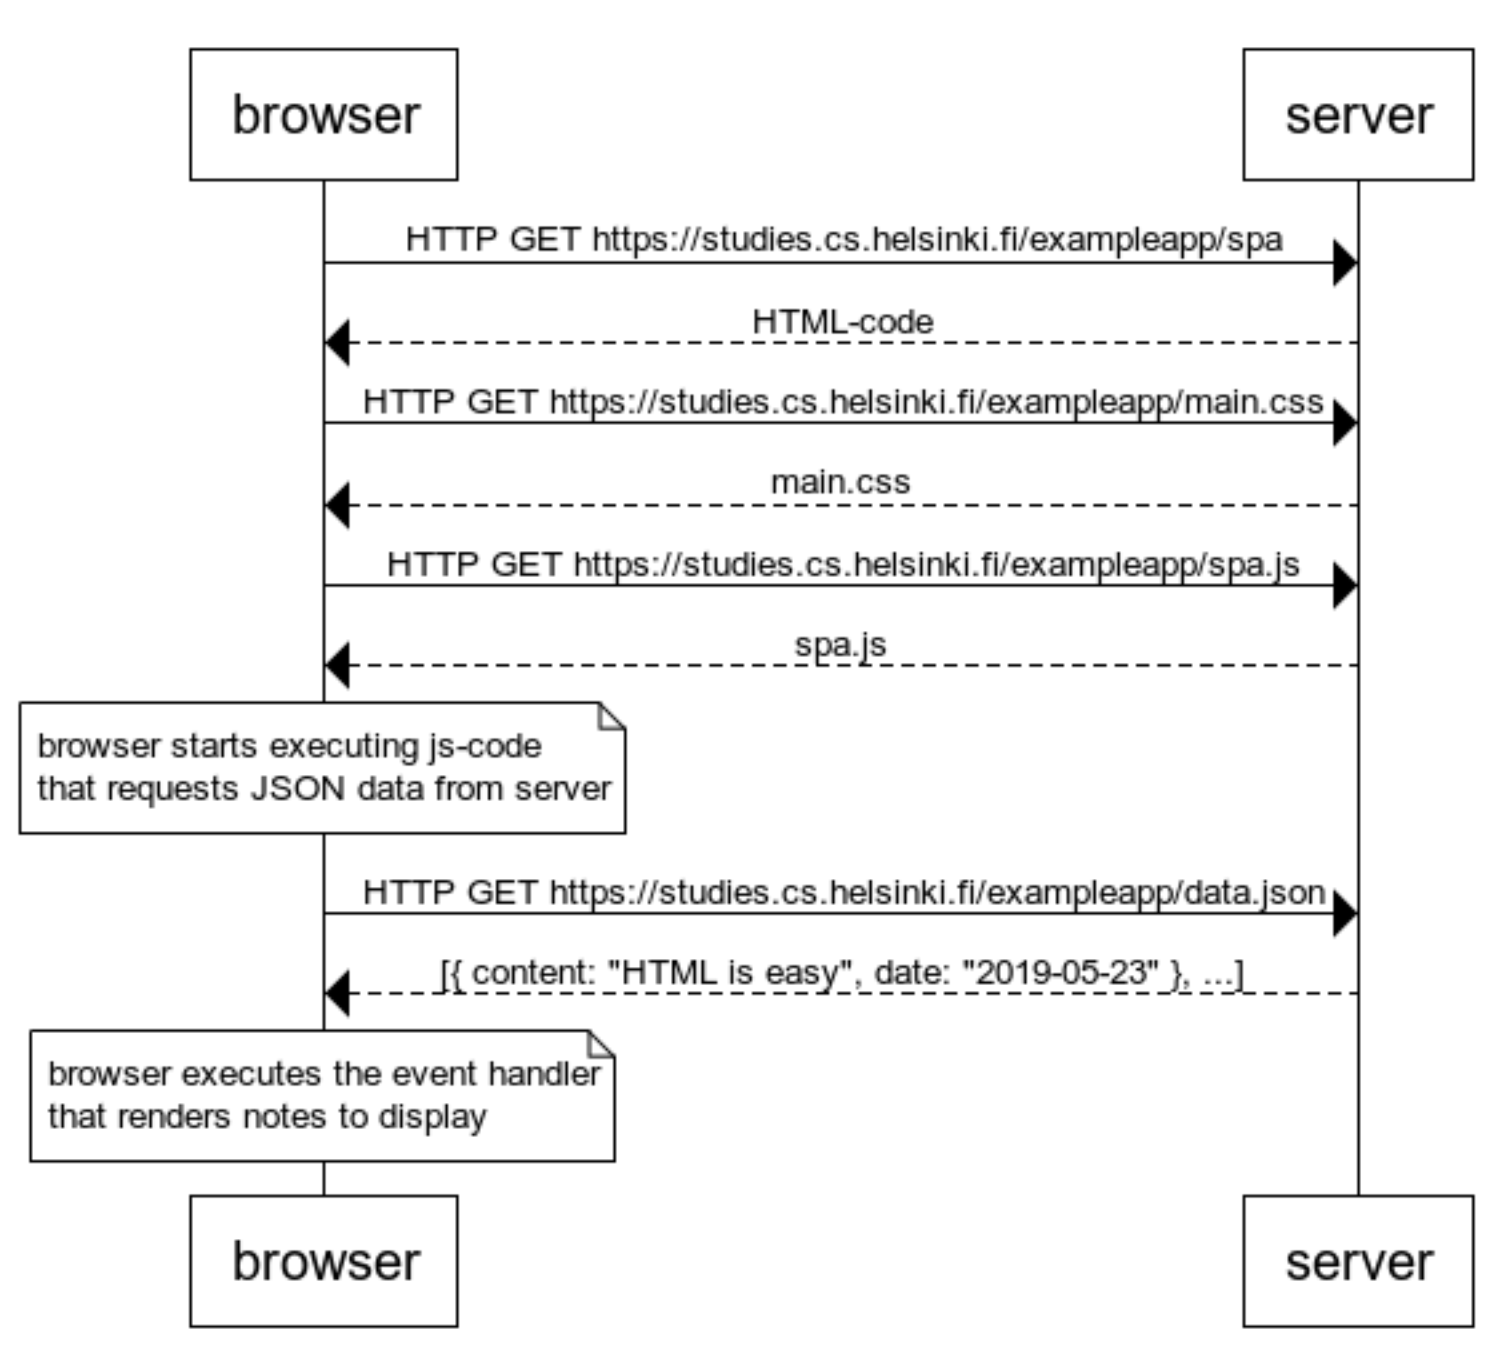 browser
server
HTTP GET https://studies.cs.helsinki.fi/exampleapp/spa
HTML-code
HTTP GET https://studies.cs.helsinki.fi/exampleapp/main.css
main.css
HTTP GET https://studies.cs.helsinki.fi/exampleapp/spa.js
spa.js
browser starts executing js-code
that requests JSON data from server
HTTP GET https://studies.cs.helsinki.fi/exampleapp/data.json
[{ content: "HTML is easy", date: "2019-05-23" }, ...]
browser executes the event handler
that renders notes to display
browser
server